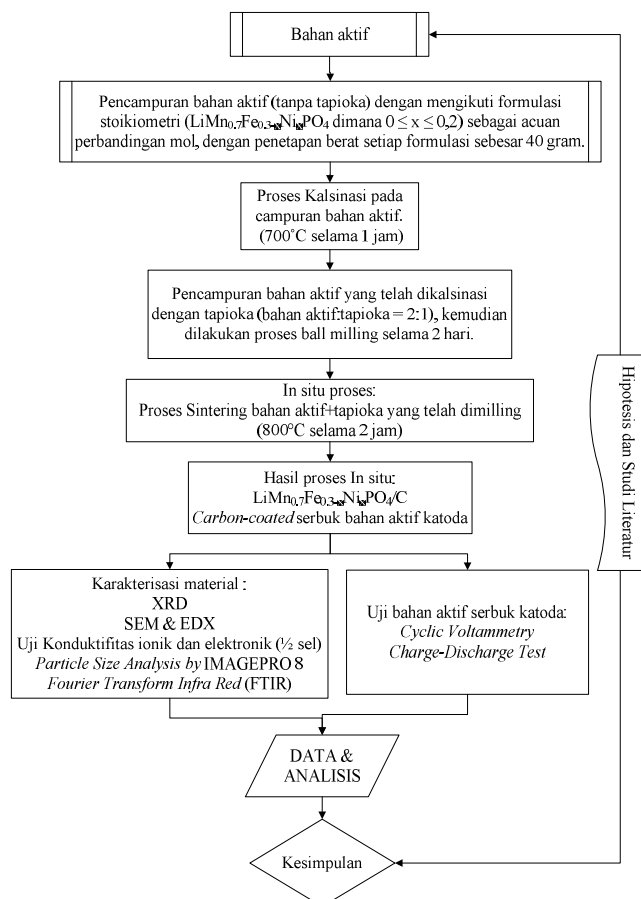 Bahan aktif
Pencampuran bahan aktif (tanpa tapioka) dengan mengikuti formulasi
stoikiometri (LiMn0.7Fe0.3-xNixPO4 dimana 0 ≤ x ≤ 0,2) sebagai acuan
perbandingan mol, dengan penetapan berat setiap formulasi sebesar 40 gram.
Proses Kalsinasi pada
campuran bahan aktif.
(700°C selama 1 jam)
Pencampuran bahan aktif yang telah dikalsinasi
dengan tapioka (bahan aktif:tapioka = 2:1), kemudian
dilakukan proses ball milling selama 2 hari.
In situ proses:
Proses Sintering bahan aktif+tapioka yang telah dimilling
(800°C selama 2 jam)
Hasil proses In situ:
LiMn0.7Fe0.3-xNixPO4/C
Carbon-coated serbuk bahan aktif katoda
Karakterisasi material :
XRD
SEM & EDX
Uji Konduktifitas ionik dan elektronik (½ sel)
Particle Size Analysis by IMAGEPRO 8
Fourier Transform Infra Red (FTIR)
Uji bahan aktif serbuk katoda:
Cyclic Voltammetry
Charge-Discharge Test
DATA &
ANALISIS
Kesimpulan
Hipotesis dan Studi Literatur